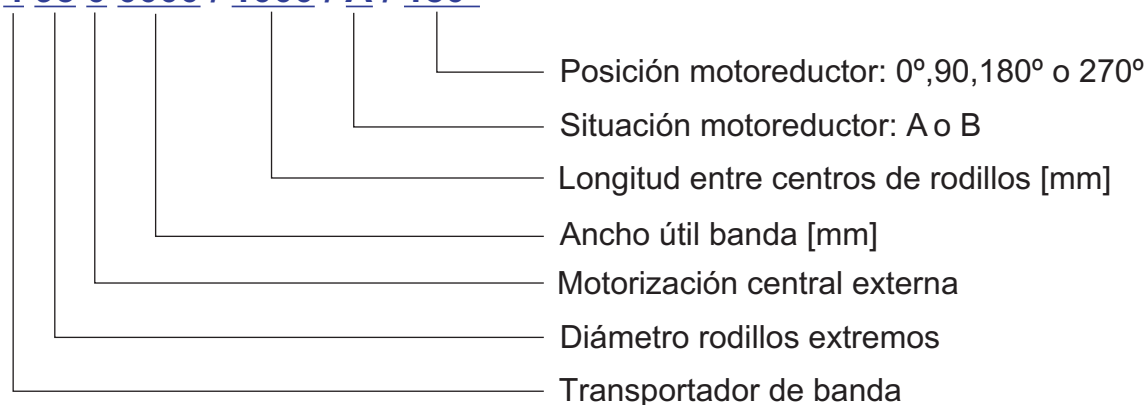 Posición motoreductor: 0º,90,180º o 270º
Situación motoreductor: A o B
Longitud entre centros de rodillos [mm]
Ancho útil banda [mm]
Motorización central externa
Diámetro rodillos extremos
Transportador de banda